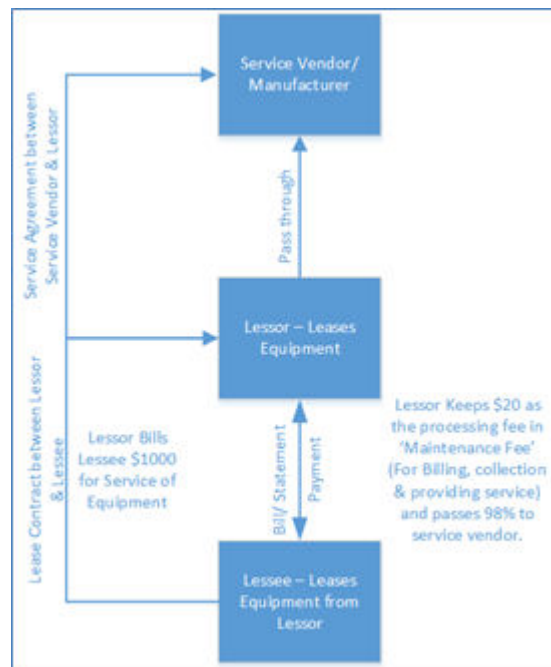 Service Vendor/
Manufacturer
Service Agreement between
Service Vendor & Lessor
Pass through
Lessor – Leases
Equipment
Lease Contract between Lessor
& Lessee
Lessor Bills
Lessee $1000
for Service of
Equipment
Bill/ Statement
Payment
Lessor Keeps $20 as
the processing fee in
‘Maintenance Fee’
(For Billing, collection
& providing service)
and passes 98% to
service vendor.
Lessee – Leases
Equipment from
Lessor